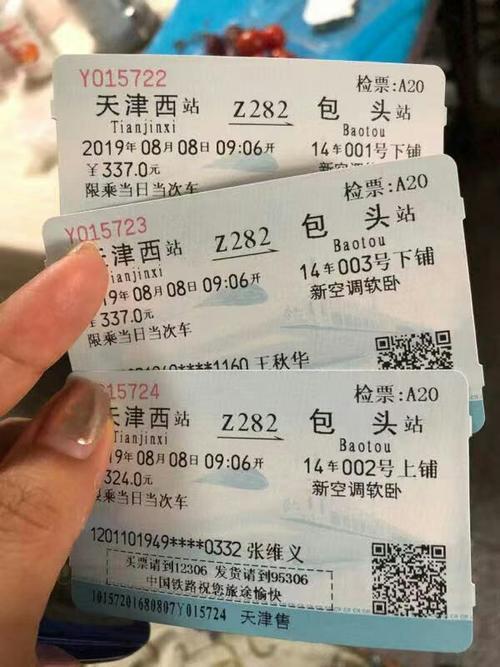 Y015722 检票:A20
天津西站 Z282 包头站
Tianjinxi Baotou
2019年08月08日 09:06开 14车001号下铺
￥337.0元 新空调软卧
限乘当日当次车
Y015723 检票:A20
天津西站 Z282 包头站
Tianjinxi Baotou
2019年08月08日 09:06开 14车003号下铺
￥337.0元 新空调软卧
限乘当日当次车
****1160 王秋华
015724 检票:A20
天津西站 Z282 包头站
Tianjinxi Baotou
2019年08月08日 09:06开 14车002号上铺
324.0元 新空调软卧
限乘当日当次车
1201101949****0332 张维义
买票请到12306 发货请到95306
中国铁路祝您旅途愉快
10157201680807Y015724 天津售